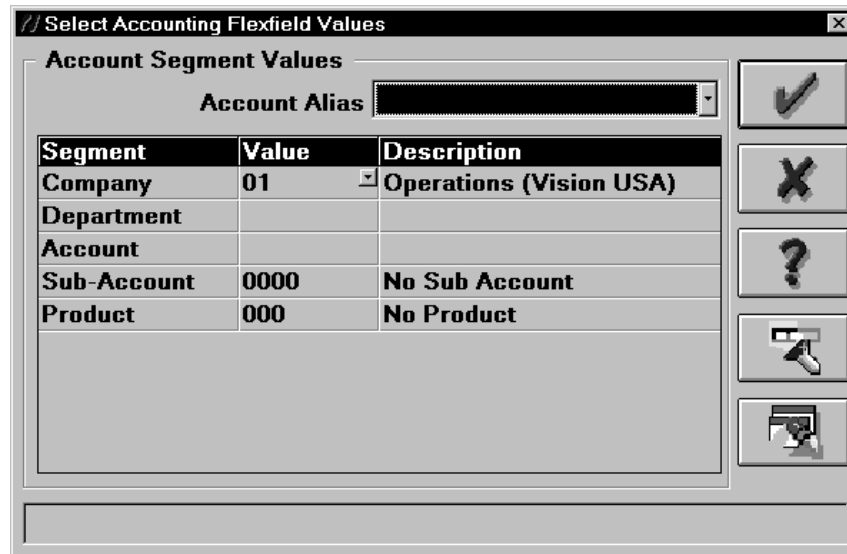 Select Accounting Flexfield Values
Account Segment Values
Account Alias
Segment Value Description
Company 01 Operations (Vision USA)
Department
Account
Sub-Account 0000 No Sub Account
Product 000 No Product